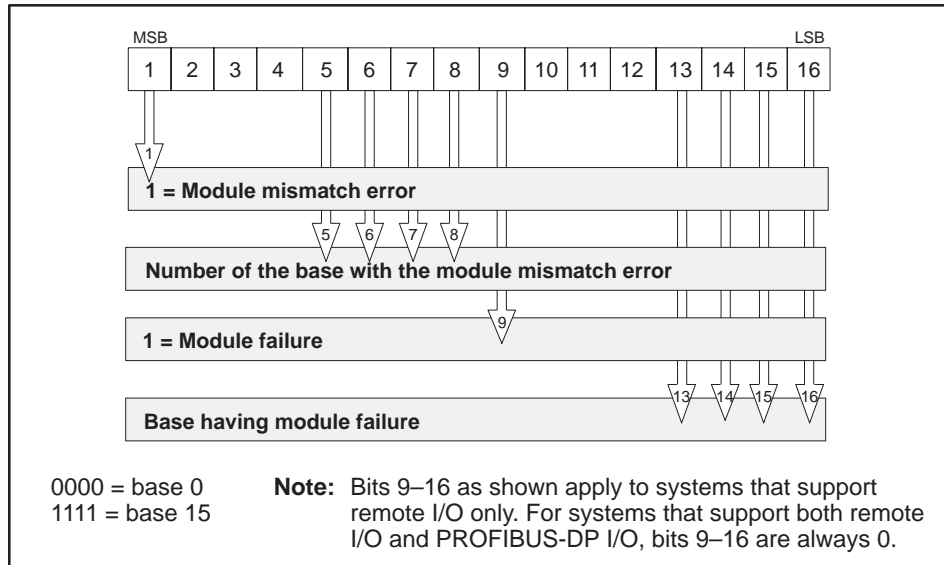 MSB LSB
1 2 3 4 5 6 7 8 9 10 11 12 13 14 15 16
1
1 = Module mismatch error
5 6 7 8
Number of the base with the module mismatch error
9
1 = Module failure
13 14 15 16
Base having module failure
0000 = base 0
1111 = base 15
Note: Bits 9–16 as shown apply to systems that support
remote I/O only. For systems that support both remote
I/O and PROFIBUS-DP I/O, bits 9–16 are always 0.